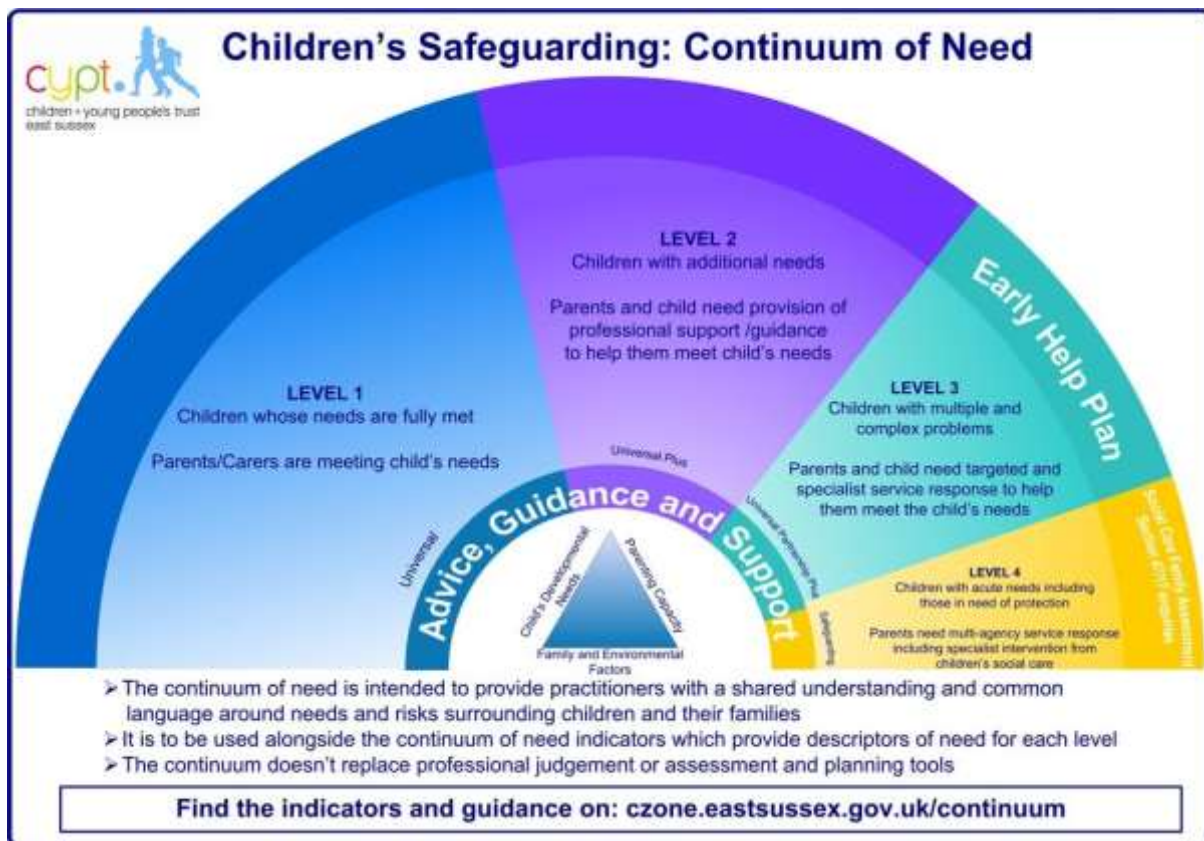 Children's Safeguarding: Continuum of Need
cypt.
children + young people's trust
east sussex
LEVEL 1
Children whose needs are fully met
Parents/Carers are meeting child's needs
LEVEL 2
Children with additional needs
Parents and child need provision of
professional support /guidance
to help them meet child's needs
LEVEL 3
Children with multiple and
complex problems
Parents and child need targeted and
specialist service response to help
them meet the child's needs
LEVEL 4
Children with acute needs including
those in need of protection
Parents need multi-agency service response
including specialist intervention from
children's social care
Early Help Plan
Social Care Family Assessment
Section 47
Universal
Universal Plus
Universal Partnership Plus
Safeguarding
Advice, Guidance and Support
Child's Developmental
Needs
Parenting Capacity
Family and Environmental
Factors
➢ The continuum of need is intended to provide practitioners with a shared understanding and common
language around needs and risks surrounding children and their families
➢ It is to be used alongside the continuum of need indicators which provide descriptors of need for each level
➢ The continuum doesn't replace professional judgement or assessment and planning tools
Find the indicators and guidance on: czone.eastsussex.gov.uk/continuum